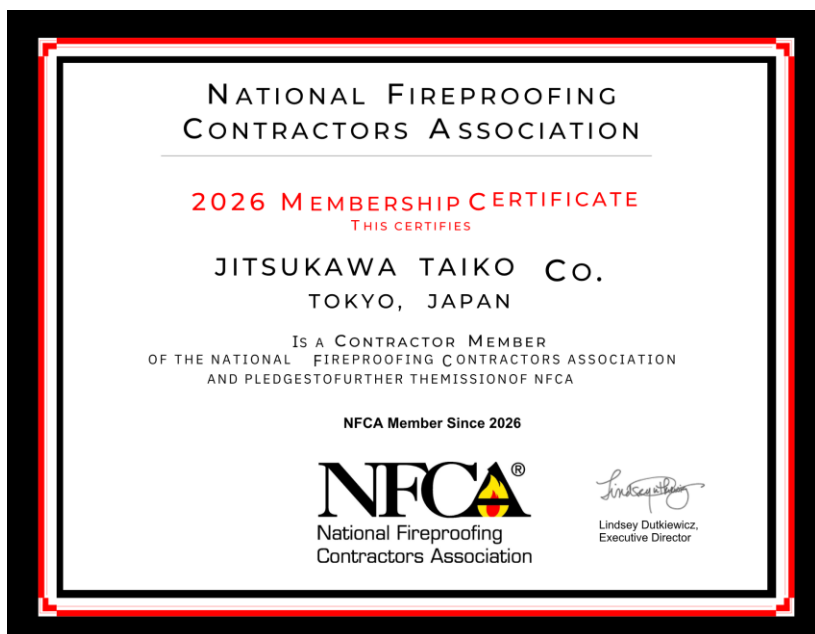 NATIONAL FIREPROOFING
CONTRACTORS ASSOCIATION
2026 MEMBERSHIP CERTIFICATE
THIS CERTIFIES
JITSUKAWA TAIKO Co.
TOKYO, JAPAN
IS A CONTRACTOR MEMBER
OF THE NATIONAL FIREPROOFING CONTRACTORS ASSOCIATION
AND PLEDGESTOFURTHER THEMISSIONOF NFCA
NFCA Member Since 2026
NFCA®
National Fireproofing
Contractors Association
Lindsey Dutkiewicz,
Executive Director